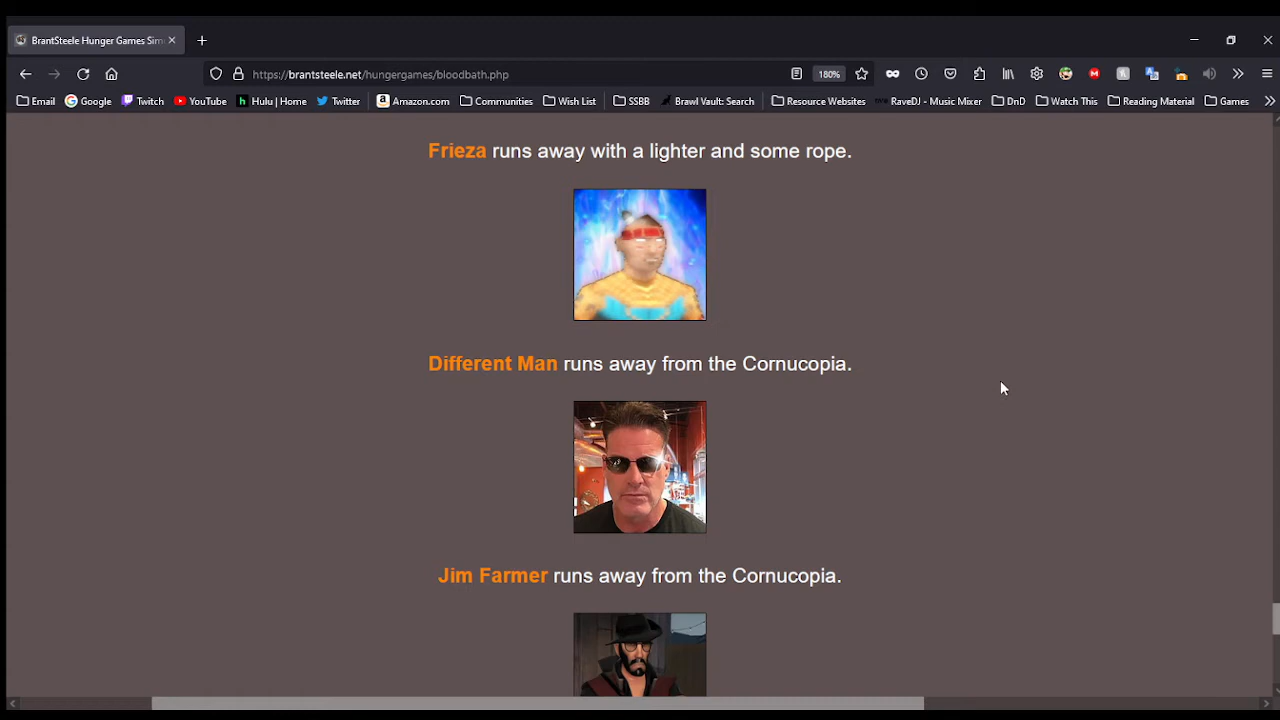 BrantSteele Hunger Games Sim
https://brantsteele.net/hungergames/bloodbath.php
180%
Email
Google
Twitch
YouTube
Hulu | Home
Twitter
Amazon.com
Communities
Wish List
SSBB
Brawl Vault: Search
Resource Websites
RaveDJ - Music Mixer
DnD
Watch This
Reading Material
Games
Frieza runs away with a lighter and some rope.
Different Man runs away from the Cornucopia.
Jim Farmer runs away from the Cornucopia.